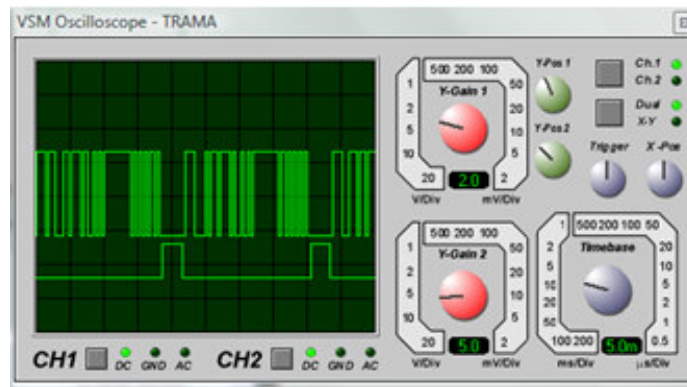 VSM Oscilloscope - TRAMA
500 200 100
1
2
5
10
20
50
20
10
5
2
Y-Gain 1
2.0
V/Div
mV/Div
Y-Pos 1
Y-Pos 2
Ch.1
Ch.2
Dual
X-Y
Trigger
X-Pos
500 200 100
1
2
5
10
20
50
20
10
5
2
Y-Gain 2
5.0
V/Div
mV/Div
1
500 200 100 50
2
5
10
20
50
100 200
20
10
5
2
1
0.5
Timebase
5.0m
ms/Div
µs/Div
CH1
DC GND AC
CH2
DC GND AC